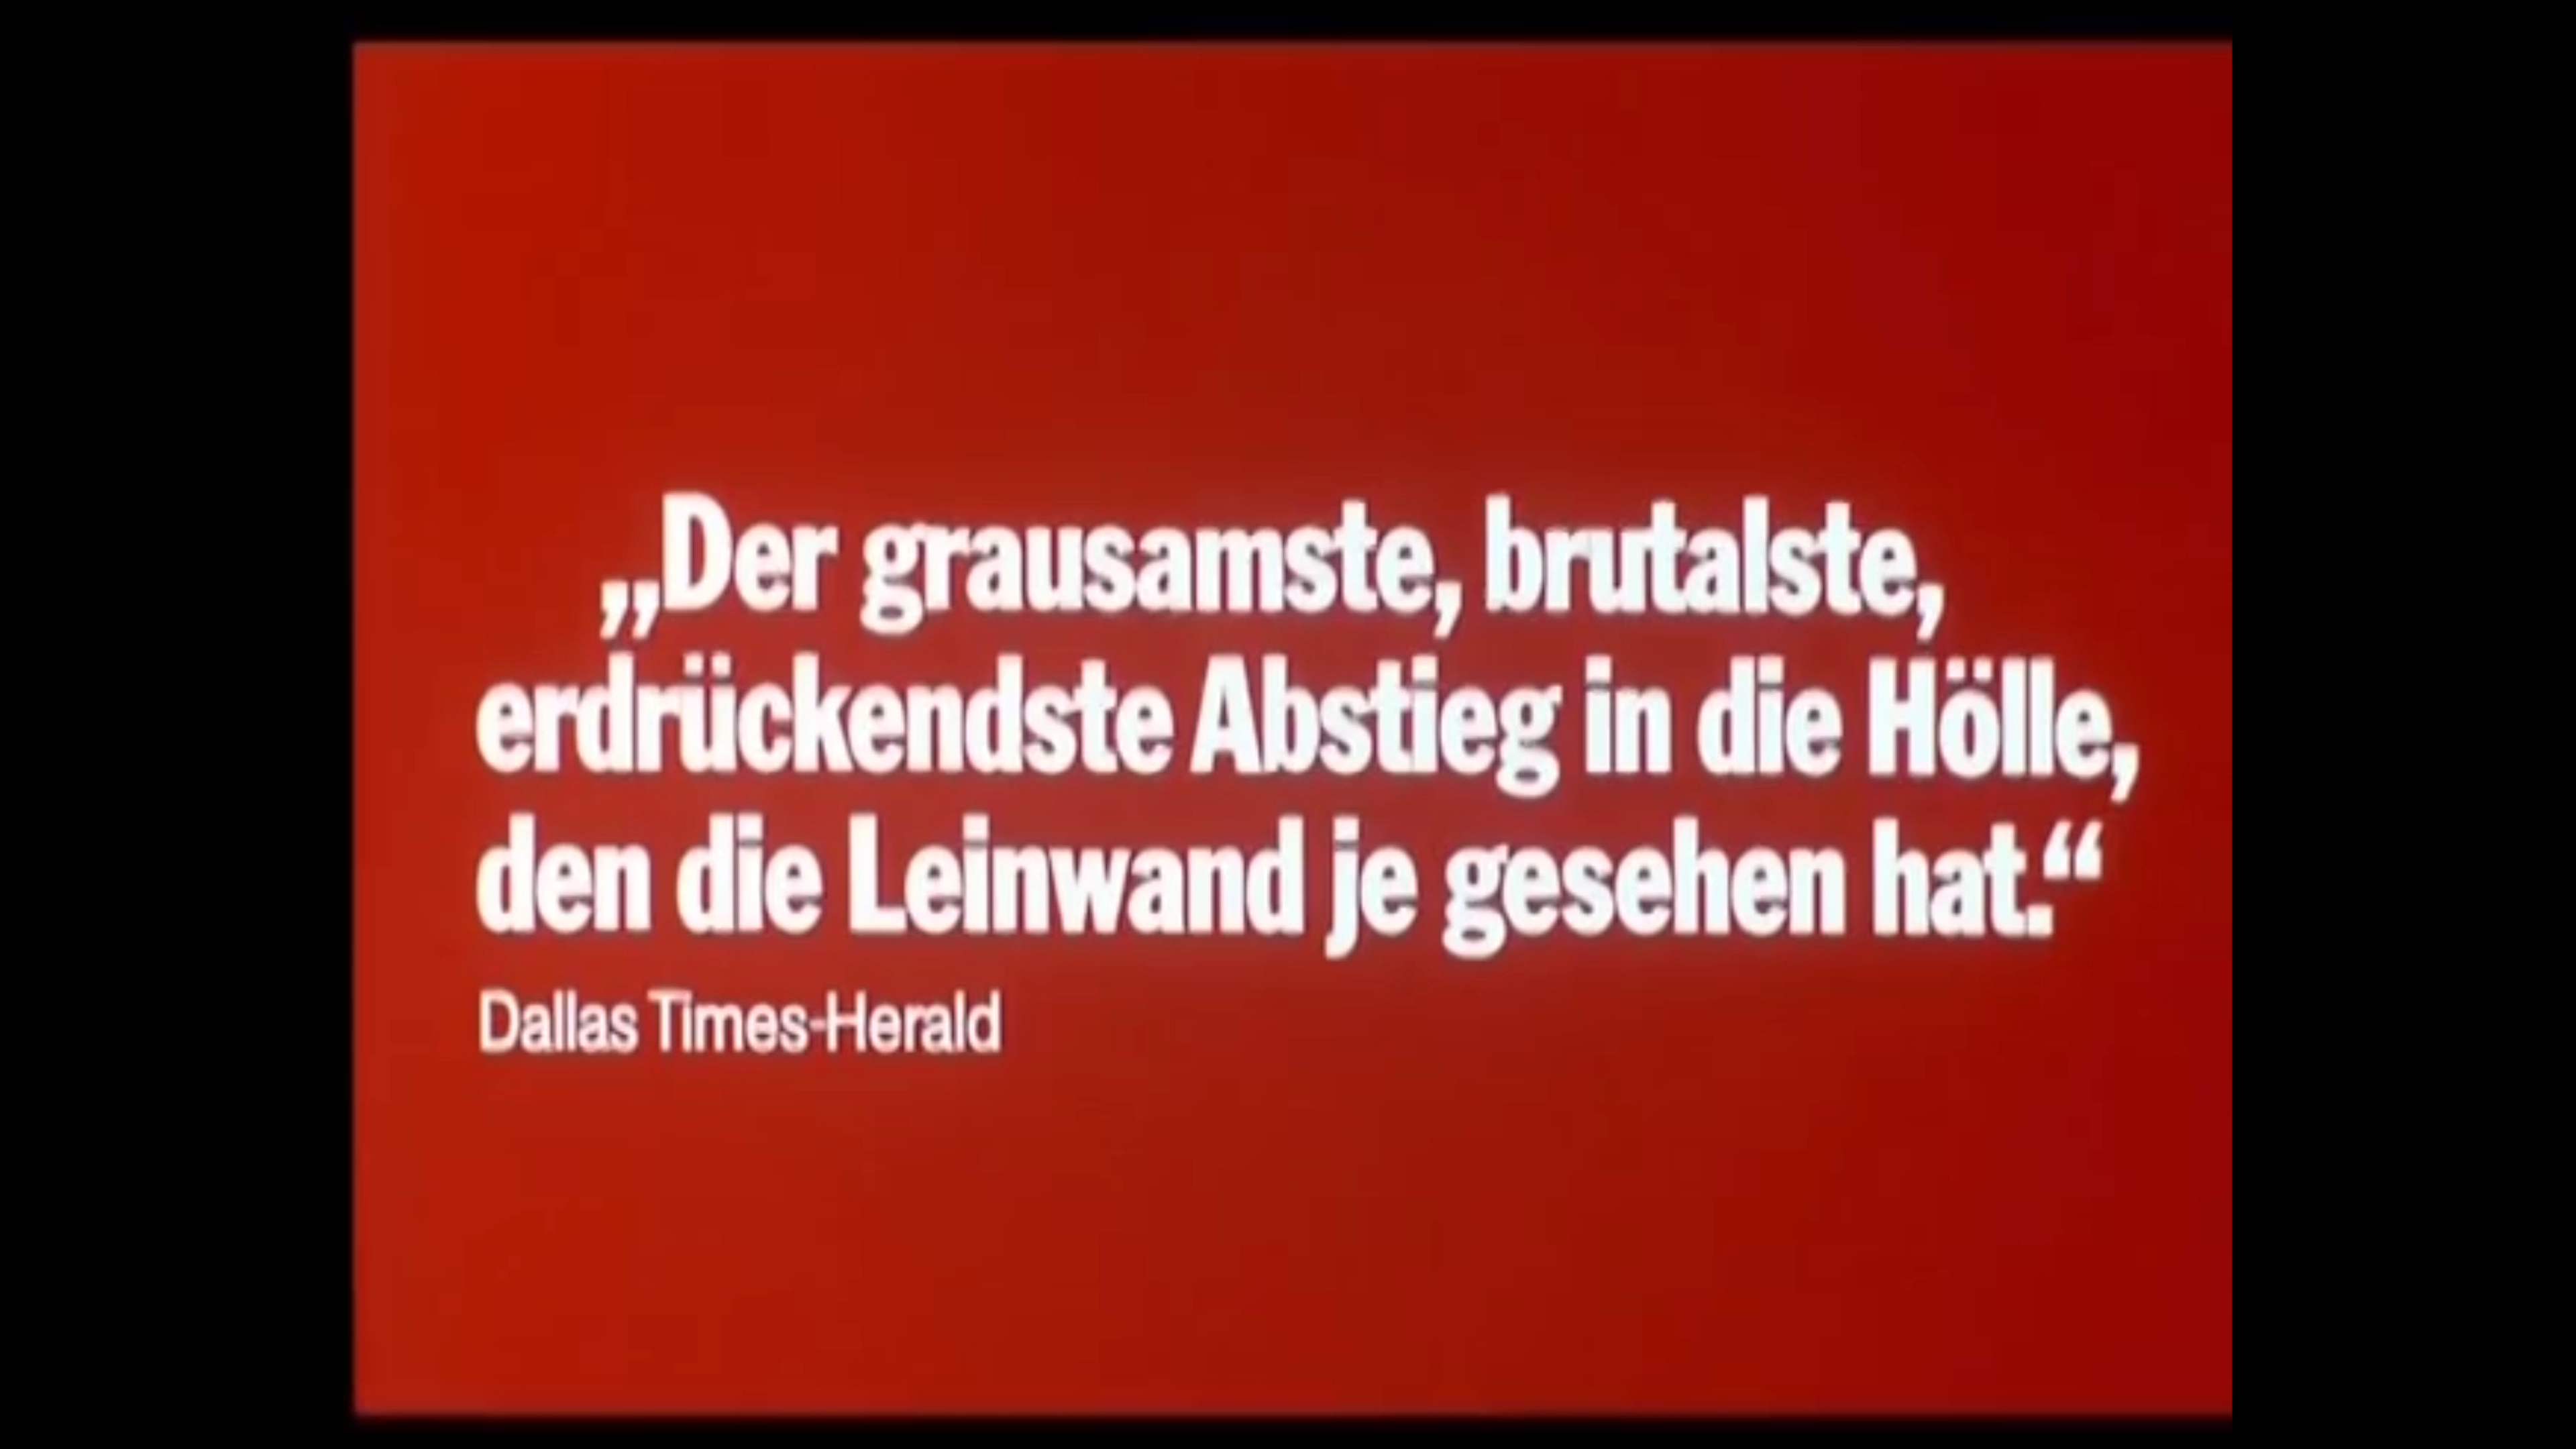 „Der grausamste, brutalste,
erdrückendste Abstieg in die Hölle,
den die Leinwand je gesehen hat.“
Dallas Times-Herald